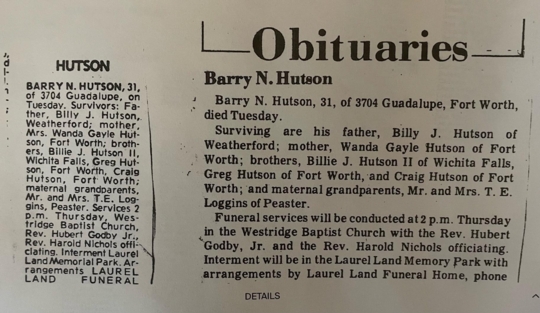 HUTSON
BARRY N. HUTSON, 31,
of 3704 Guadalupe, on
Tuesday. Survivors: Fa-
ther, Billy J. Hutson,
Weatherford; mother,
Mrs. Wanda Gayle Hut-
son, Fort Worth; broth-
ers, Billie J. Hutson II,
Wichita Falls, Greg Hut-
son, Fort Worth, Craig
Hutson, Fort Worth;
maternal grandparents,
Mr. and Mrs. T.E. Log-
gins, Peaster. Services 2
p.m. Thursday, Wes-
tridge Baptist Church,
Rev. Hubert Godby Jr.,
Rev. Harold Nichols offi-
ciating. Interment Laurel
Land Memorial Park. Ar-
rangements LAUREL
LAND FUNERAL
Obituaries
Barry N. Hutson
Barry N. Hutson, 31, of 3704 Guadalupe, Fort Worth,
died Tuesday.
Surviving are his father, Billy J. Hutson of
Weatherford; mother, Wanda Gayle Hutson of Fort
Worth; brothers, Billie J. Hutson II of Wichita Falls,
Greg Hutson of Fort Worth, and Craig Hutson of Fort
Worth; and maternal grandparents, Mr. and Mrs. T. E.
Loggins of Peaster.
Funeral services will be conducted at 2 p.m. Thursday
in the Westridge Baptist Church with the Rev. Hubert
Godby, Jr. and the Rev. Harold Nichols officiating.
Interment will be in the Laurel Land Memory Park with
arrangements by Laurel Land Funeral Home, phone
DETAILS